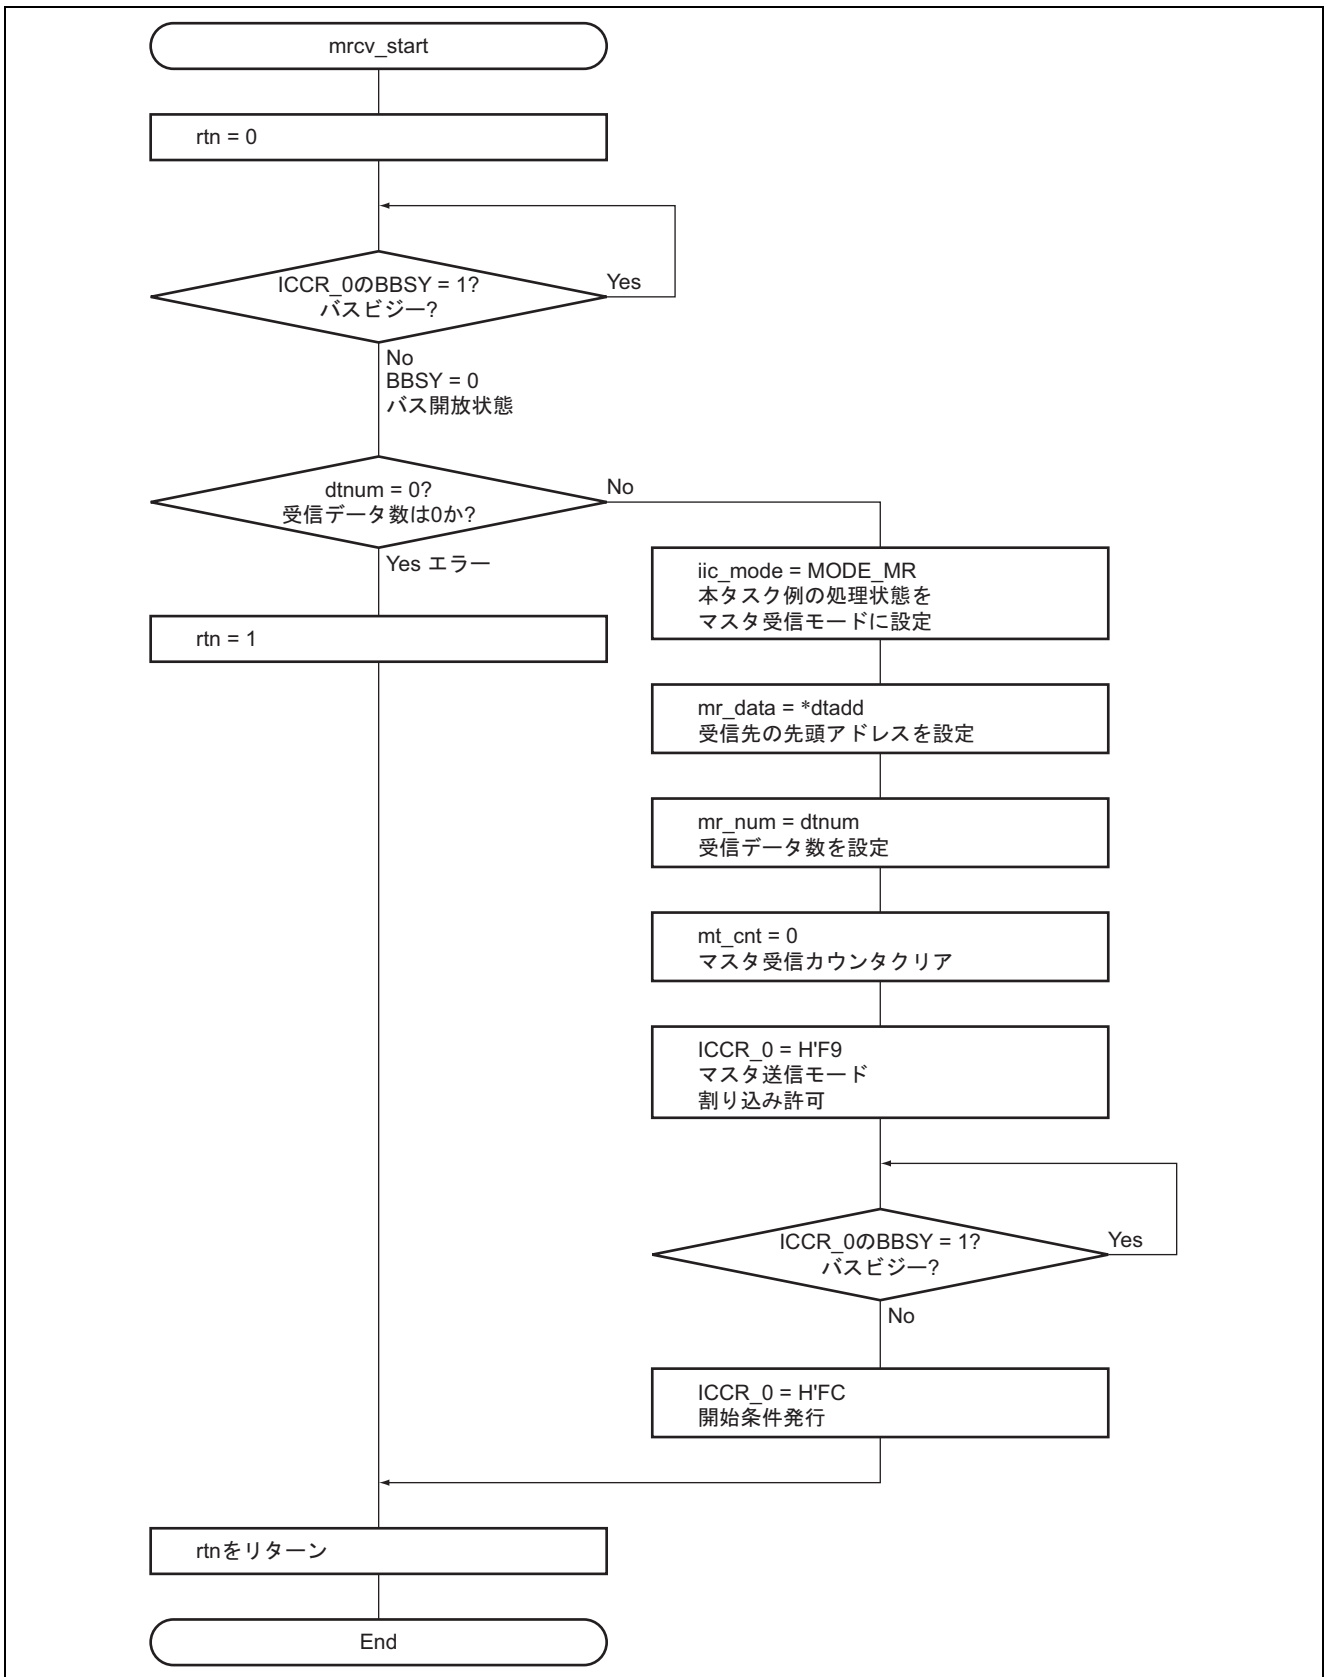 mrcv_start
rtn = 0
ICCR_0のBBSY = 1?
バスビジー?
Yes
No
BBSY = 0
バス開放状態
dtnum = 0?
受信データ数は0か?
No
Yes エラー
rtn = 1
iic_mode = MODE_MR
本タスク例の処理状態を
マスタ受信モードに設定
mr_data = *dtadd
受信先の先頭アドレスを設定
mr_num = dtnum
受信データ数を設定
mt_cnt = 0
マスタ受信カウンタクリア
ICCR_0 = H'F9
マスタ送信モード
割り込み許可
ICCR_0のBBSY = 1?
バスビジー?
Yes
No
ICCR_0 = H'FC
開始条件発行
rtnをリターン
End